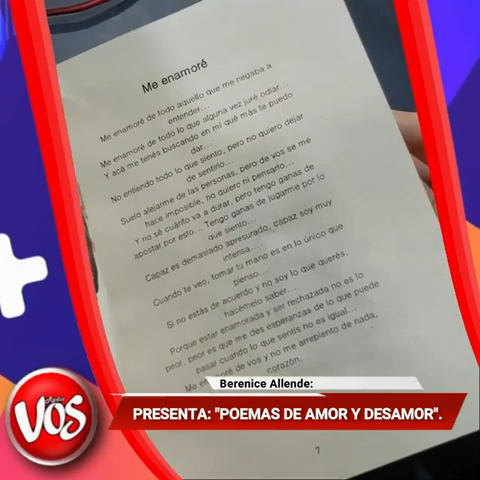 Me enamoré
Me enamoré de todo aquello que me negaba a
entender...
Me enamoré de todo lo que alguna vez juré odiar...
Y acá me tenés buscando en mí qué más te puedo
dar...
No entiendo todo lo que siento, pero no quiero dejar
de sentirlo...
Suelo alejarme de las personas, pero de vos se me
hace imposible, no quiero ni pensarlo...
Y no sé cuánto va a durar, pero tengo ganas de
apostar por esto... Tengo ganas de jugarme por lo
que siento...
Capaz es demasiado apresurado, capaz soy muy
intensa...
Cuando te veo, tomar tu mano es en lo único que
pienso...
Si no estás de acuerdo y no soy lo que querés,
hacémelo saber...
Porque estar enamorada y ser rechazada no es lo
peor, peor es que me des esperanzas de lo que puede
pasar cuando lo que sentís no es igual...
Me enamoré de vos y no me arrepiento de nada,
corazón.
7
Berenice Allende:
PRESENTA: "POEMAS DE AMOR Y DESAMOR".
Radio
VOS